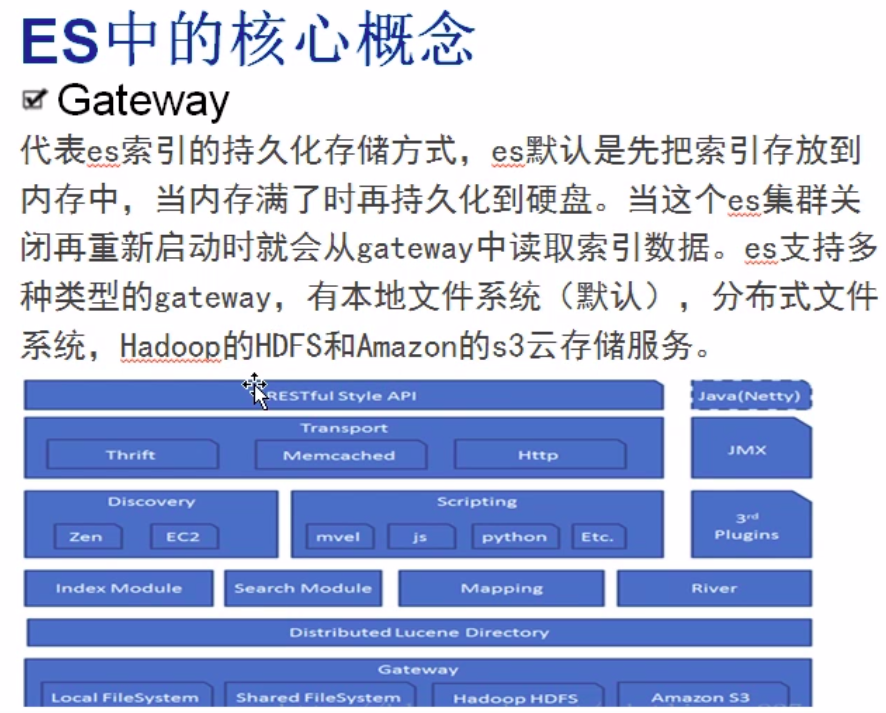 ES中的核心概念
Gateway
代表es索引的持久化存储方式，es默认是先把索引存放到
内存中，当内存满了时再持久化到硬盘。当这个es集群关
闭再重新启动时就会从gateway中读取索引数据。es支持多
种类型的gateway，有本地文件系统（默认），分布式文件
系统，Hadoop的HDFS和Amazon的s3云存储服务。
RESTful Style API
Java(Netty)
Transport
Thrift
Memcached
Http
JMX
Discovery
Zen
EC2
Scripting
mvel
js
python
Etc.
3rd
Plugins
Index Module
Search Module
Mapping
River
Distributed Lucene Directory
Gateway
Local FileSystem
Shared FileSystem
Hadoop HDFS
Amazon S3